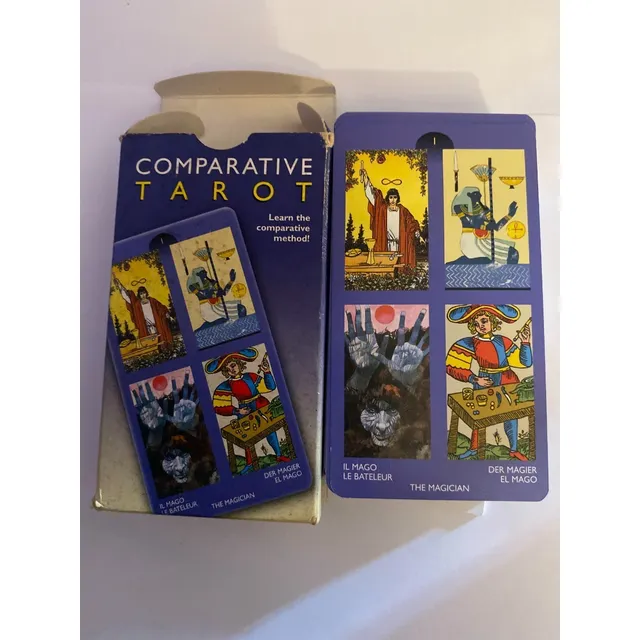 COMPARATIVE
TAROT
Learn the
comparative
method!
I
IL MAGO
LE BATELEUR
THE MAGICIAN
DER MAGIER
EL MAGO
I
IL MAGO
LE BATELEUR
THE MAGICIAN
DER MAGIER
EL MAGO